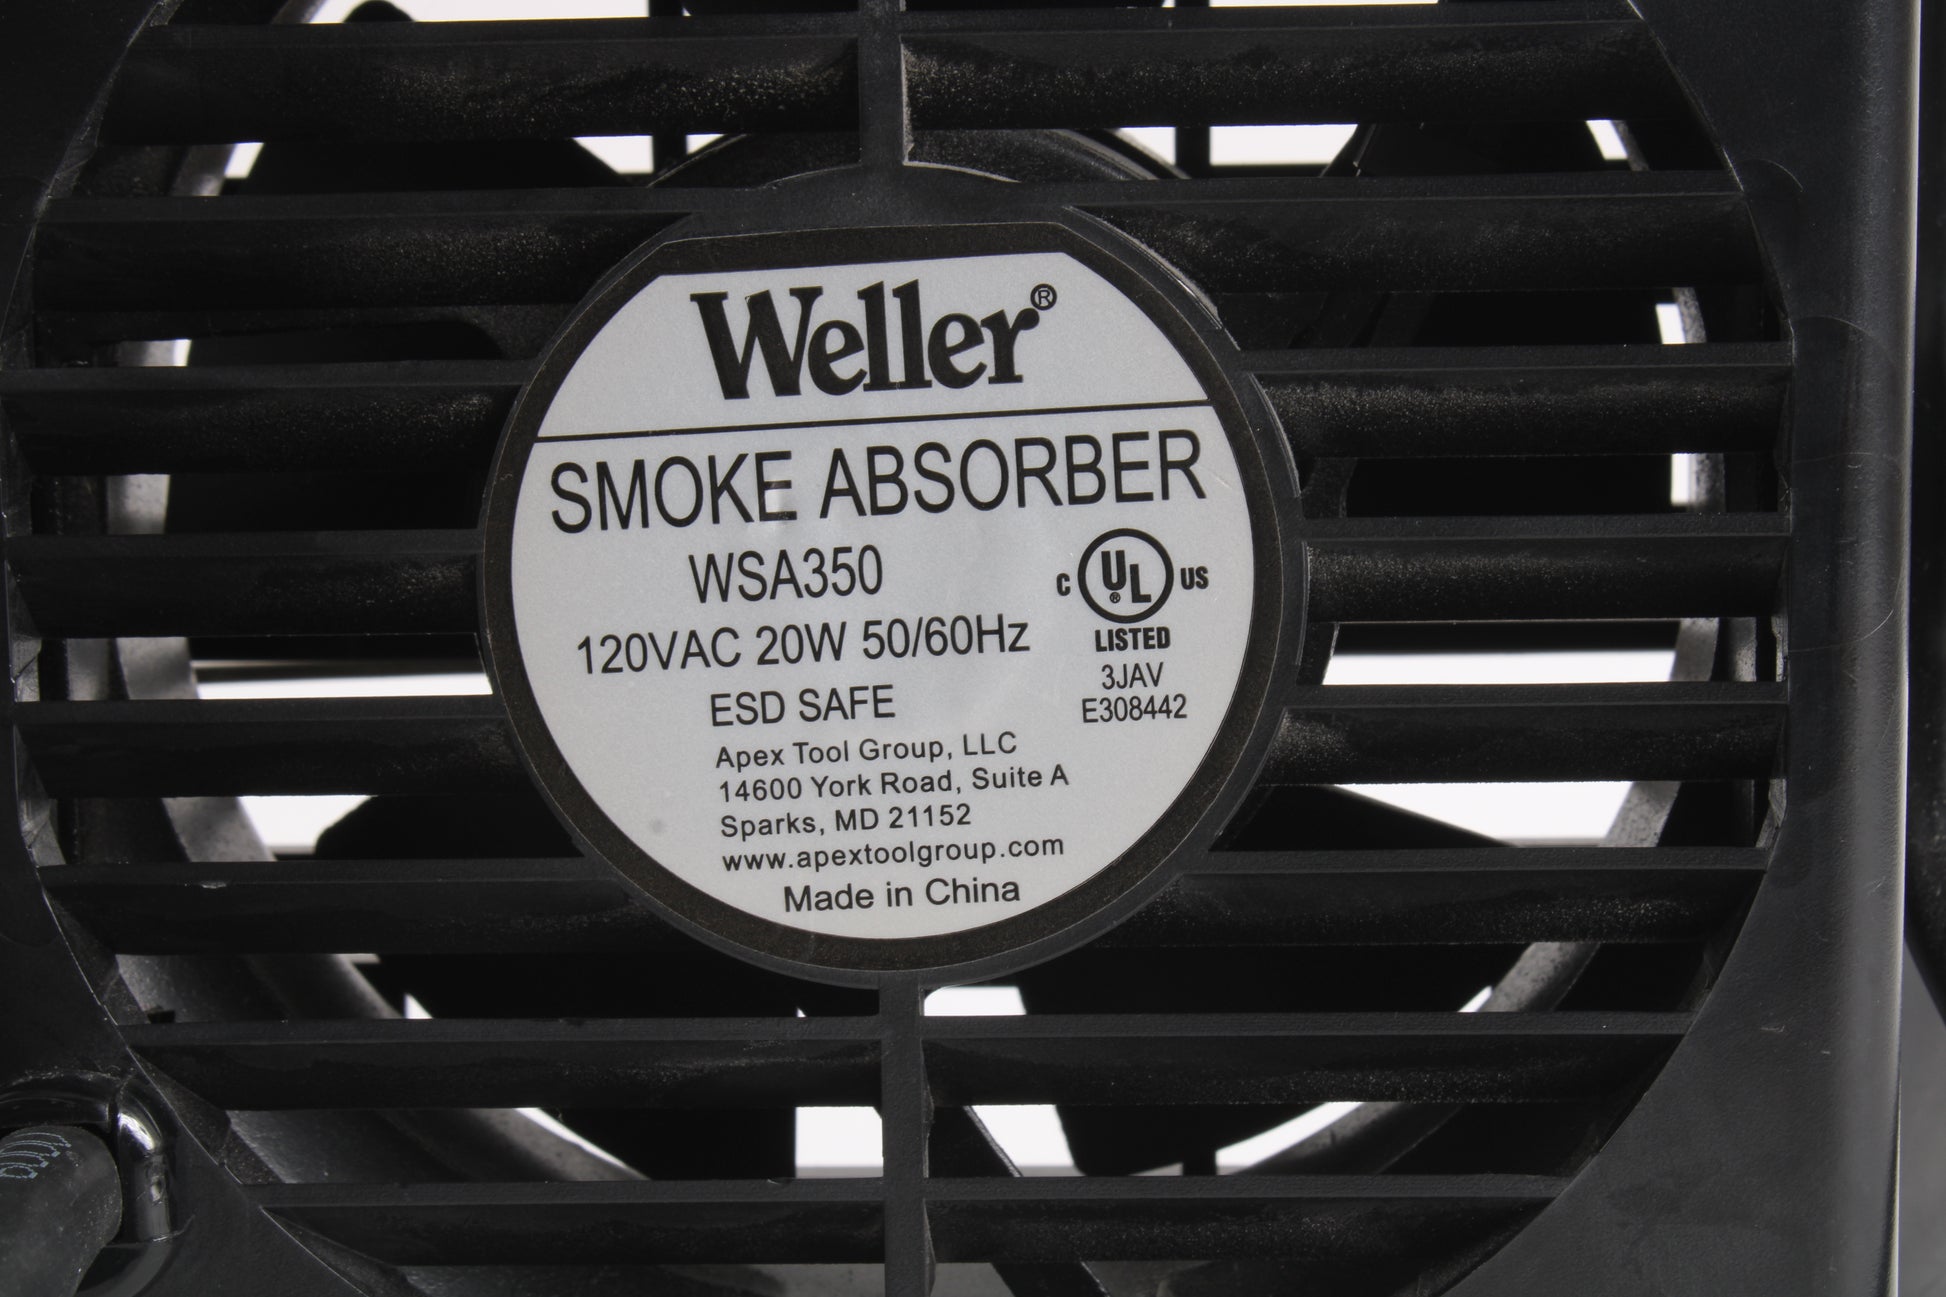 Weller®
SMOKE ABSORBER
WSA350
120VAC 20W 50/60Hz
ESD SAFE
C UL® US
LISTED
3JAV
E308442
Apex Tool Group, LLC
14600 York Road, Suite A
Sparks, MD 21152
www.apextoolgroup.com
Made in China